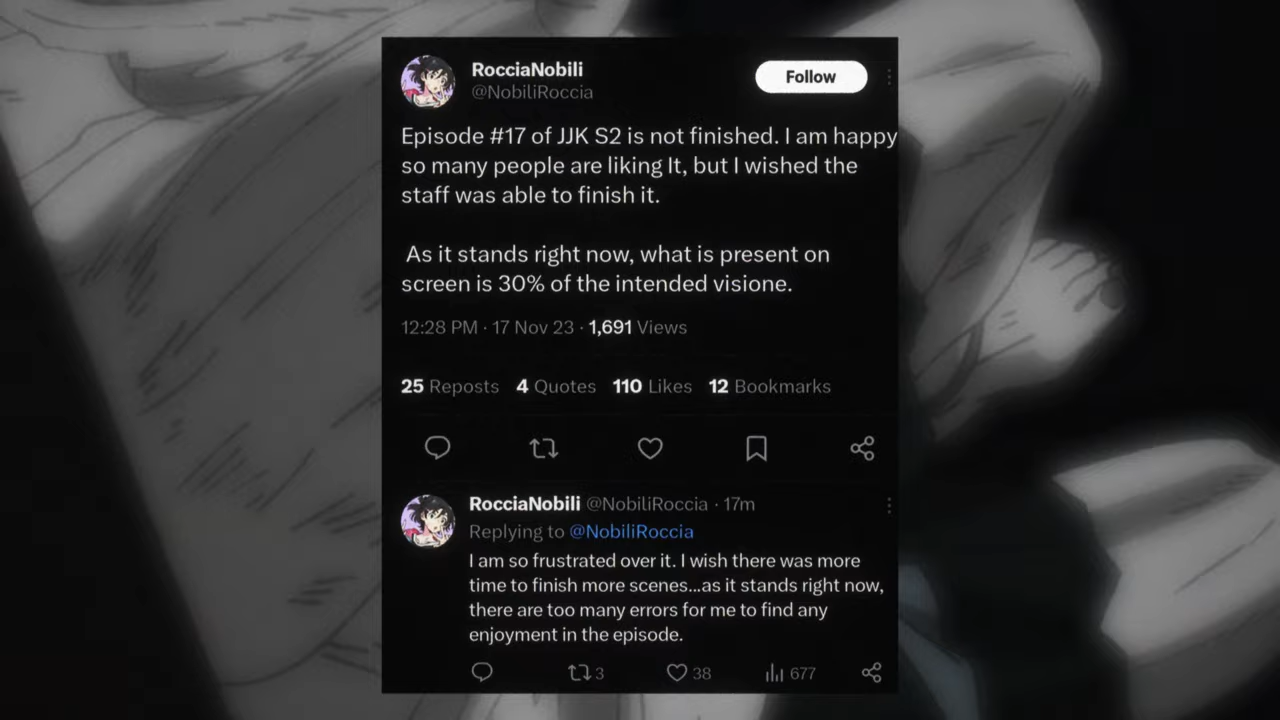 RocciaNobili
Follow
@NobiliRoccia
Episode #17 of JJK S2 is not finished. I am happy
so many people are liking It, but I wished the
staff was able to finish it.
As it stands right now, what is present on
screen is 30% of the intended visione.
12:28 PM · 17 Nov 23 · 1,691 Views
25 Reposts 4 Quotes 110 Likes 12 Bookmarks
RocciaNobili @NobiliRoccia · 17m
Replying to @NobiliRoccia
I am so frustrated over it. I wish there was more
time to finish more scenes...as it stands right now,
there are too many errors for me to find any
enjoyment in the episode.
3 38 677